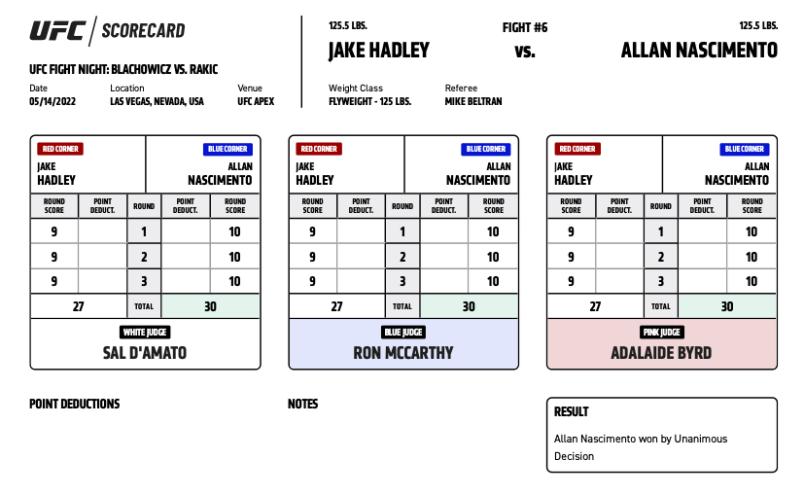 UFC / SCORECARD
UFC FIGHT NIGHT: BLACHOWICZ VS. RAKIC
Date Location Venue
05/14/2022 LAS VEGAS, NEVADA, USA UFC APEX
125.5 LBS. FIGHT #6 125.5 LBS.
JAKE HADLEY vs. ALLAN NASCIMENTO
Weight Class Referee
FLYWEIGHT - 125 LBS. MIKE BELTRAN
RED CORNER BLUE CORNER
JAKE ALLAN
HADLEY NASCIMENTO
ROUND POINT ROUND POINT ROUND
SCORE DEDUCT. DEDUCT. SCORE
9 1 10
9 2 10
9 3 10
27 TOTAL 30
WHITE JUDGE
SAL D'AMATO
RED CORNER BLUE CORNER
JAKE ALLAN
HADLEY NASCIMENTO
ROUND POINT ROUND POINT ROUND
SCORE DEDUCT. DEDUCT. SCORE
9 1 10
9 2 10
9 3 10
27 TOTAL 30
BLUE JUDGE
RON MCCARTHY
RED CORNER BLUE CORNER
JAKE ALLAN
HADLEY NASCIMENTO
ROUND POINT ROUND POINT ROUND
SCORE DEDUCT. DEDUCT. SCORE
9 1 10
9 2 10
9 3 10
27 TOTAL 30
PINK JUDGE
ADALAIDE BYRD
POINT DEDUCTIONS
NOTES
RESULT
Allan Nascimento won by Unanimous
Decision